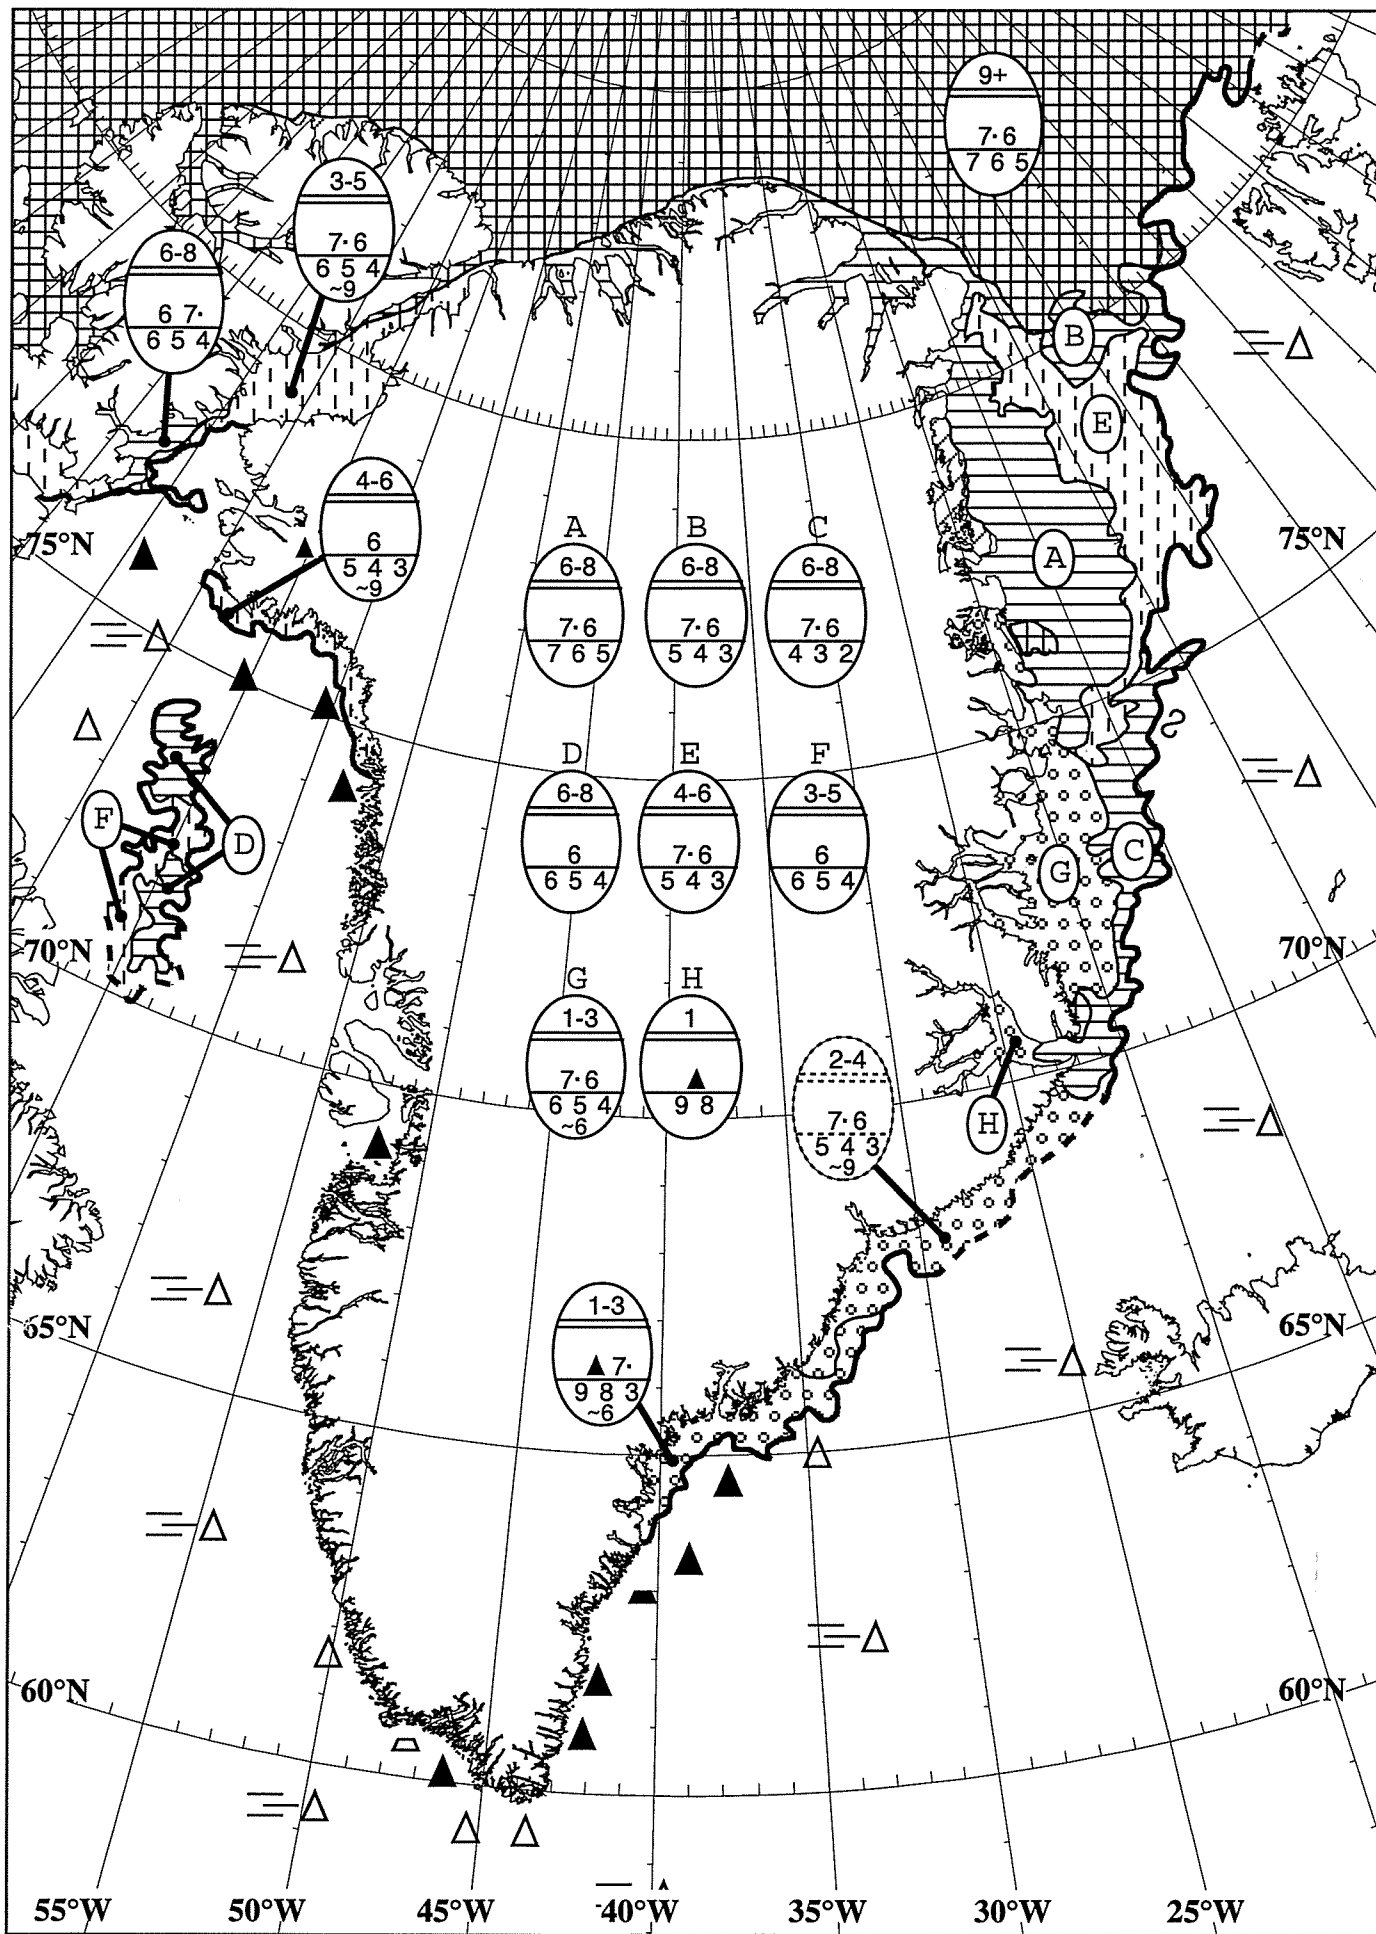 9+
7· 6
7 6 5
3-5
7· 6
6 5 4
~9
6-8
6 7·
6 5 4
B
E
4-6
6
5 4 3
~9
75°N
75°N
A
A B C
6-8 6-8 6-8
7· 6 7· 6 7· 6
7 6 5 5 4 3 4 3 2
D E F
6-8 4-6 3-5
6 7· 6 6
6 5 4 5 4 3 6 5 4
F
D
C
G
70°N
70°N
G H
1-3 1
7· 6 ▲
6 5 4 9 8
~6
2-4
7· 6
5 4 3
~9
H
1-3
▲ 7·
9 8 3
~6
65°N
65°N
60°N
60°N
55°W 50°W 45°W 40°W 35°W 30°W 25°W